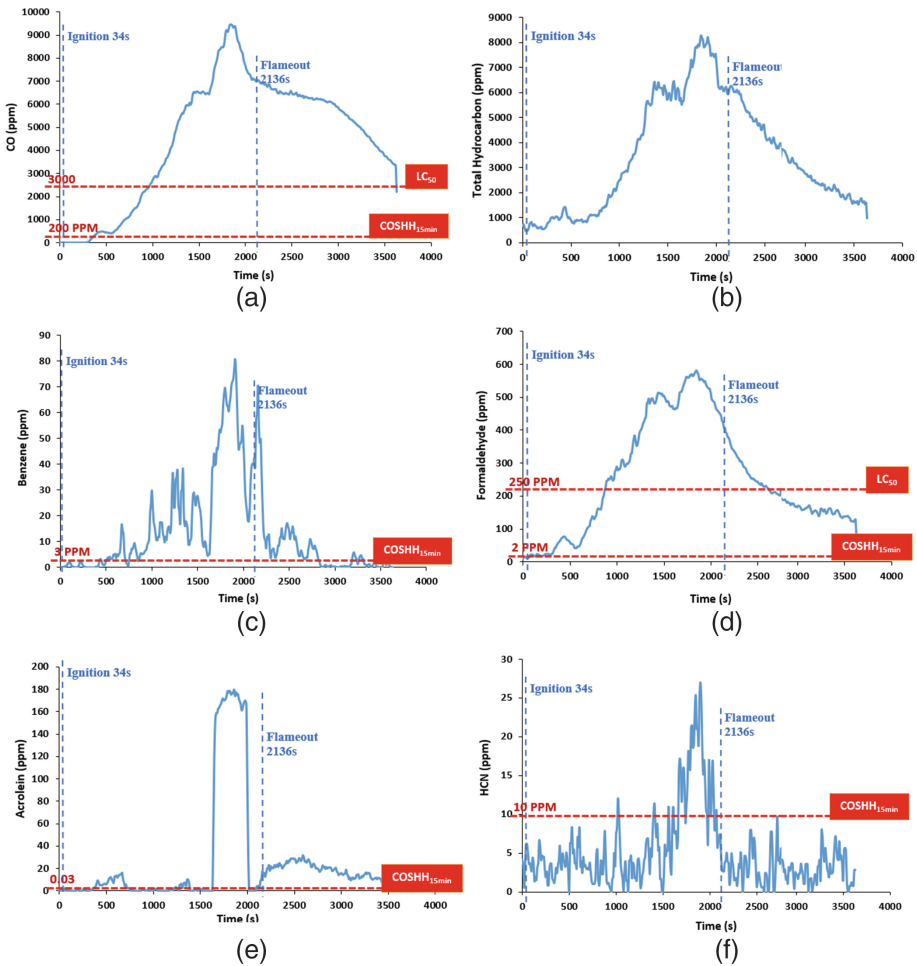 10000
9000
8000
7000
6000
5000
4000
3000
2000
1000
0
CO (ppm)
Ignition 34s
Flameout
2136s
3000
LC50
200 PPM
COSHH15min
0 500 1000 1500 2000 2500 3000 3500 4000
Time (s)
(a)
9000
8000
7000
6000
5000
4000
3000
2000
1000
0
Total Hydrocarbon (ppm)
Ignition 34s
Flameout
2136s
0 500 1000 1500 2000 2500 3000 3500 4000
Time (s)
(b)
90
80
70
60
50
40
30
20
10
0
Benzene (ppm)
Ignition 34s
Flameout
2136s
3 PPM
COSHH15min
0 500 1000 1500 2000 2500 3000 3500 4000
Time (s)
(c)
700
600
500
400
300
200
100
0
Formaldehyde (ppm)
Ignition 34s
Flameout
2136s
250 PPM
LC50
2 PPM
COSHH15min
0 500 1000 1500 2000 2500 3000 3500 4000
Time (s)
(d)
200
180
160
140
120
100
80
60
40
20
0
Acrolein (ppm)
Ignition 34s
Flameout
2136s
0.03
COSHH15min
0 500 1000 1500 2000 2500 3000 3500 4000
Time (s)
(e)
30
25
20
15
10
5
0
HCN (ppm)
Ignition 34s
Flameout
2136s
10 PPM
COSHH15min
0 500 1000 1500 2000 2500 3000 3500 4000
Time (s)
(f)